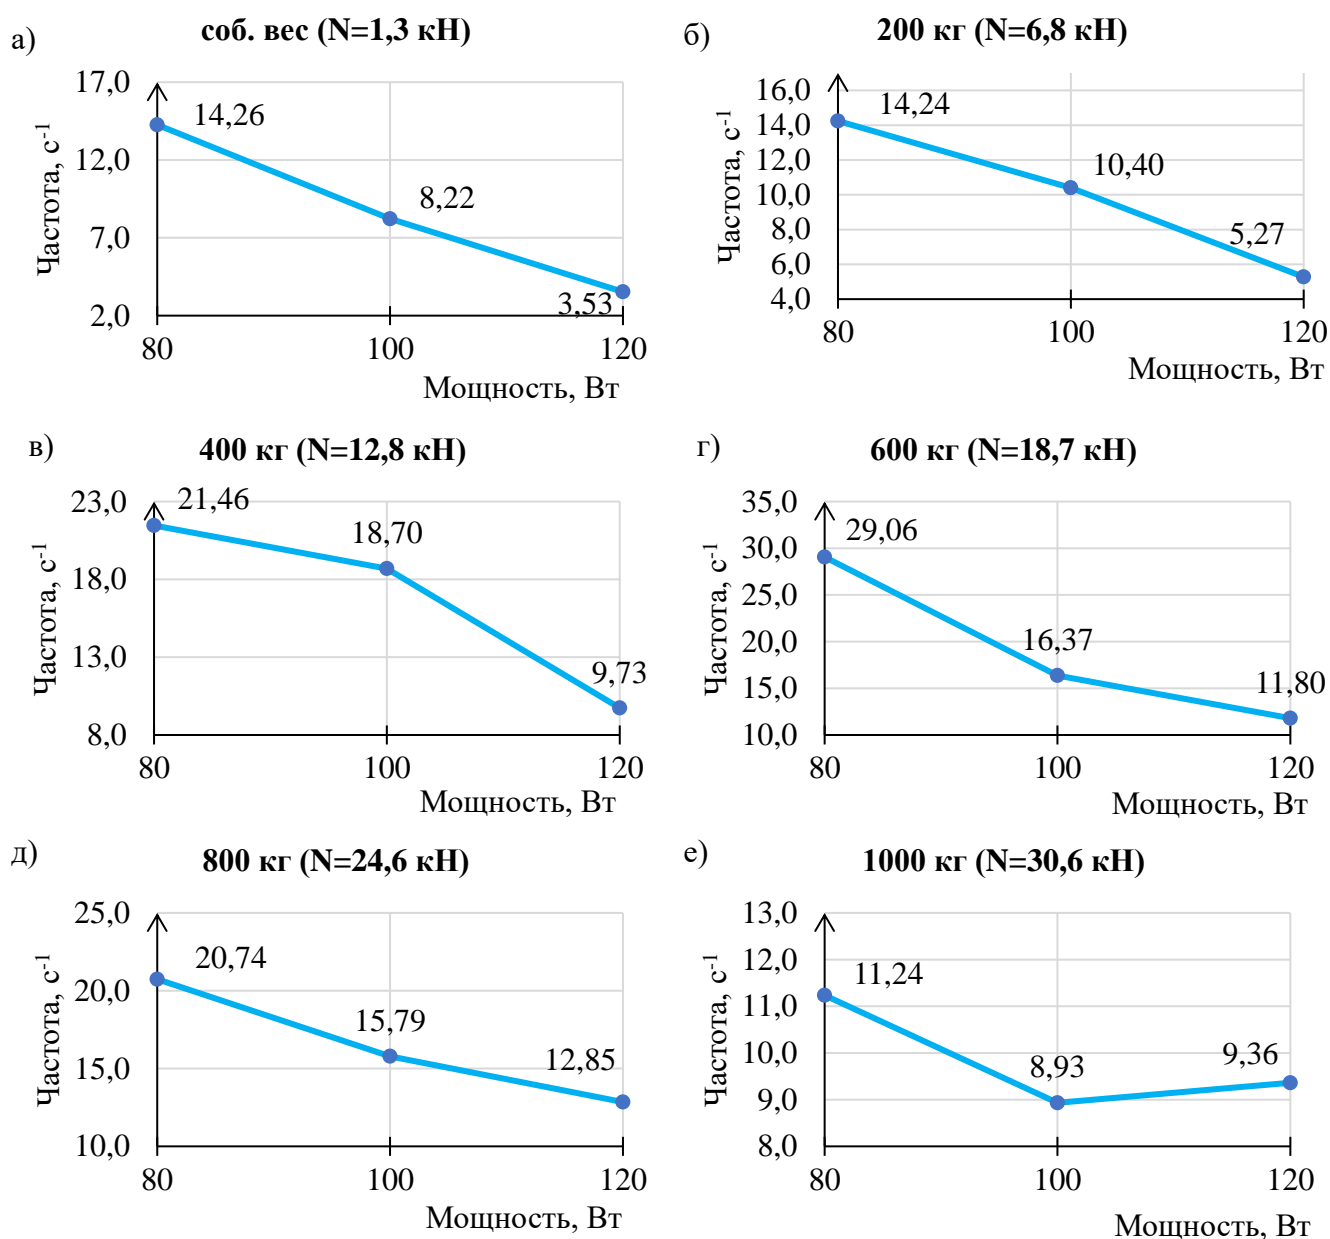 а)
соб. вес (N=1,3 кН)
Частота, с-1
17,0
12,0
7,0
2,0
14,26
8,22
3,53
80
100
120
Мощность, Вт
б)
200 кг (N=6,8 кН)
Частота, с-1
16,0
14,0
12,0
10,0
8,0
6,0
4,0
14,24
10,40
5,27
80
100
120
Мощность, Вт
в)
400 кг (N=12,8 кН)
Частота, с-1
23,0
18,0
13,0
8,0
21,46
18,70
9,73
80
100
120
Мощность, Вт
г)
600 кг (N=18,7 кН)
Частота, с-1
35,0
30,0
25,0
20,0
15,0
10,0
29,06
16,37
11,80
80
100
120
Мощность, Вт
д)
800 кг (N=24,6 кН)
Частота, с-1
25,0
20,0
15,0
10,0
20,74
15,79
12,85
80
100
120
Мощность, Вт
е)
1000 кг (N=30,6 кН)
Частота, с-1
13,0
12,0
11,0
10,0
9,0
8,0
11,24
8,93
9,36
80
100
120
Мощность, Вт